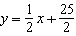 y = 1/2 x + 25/2